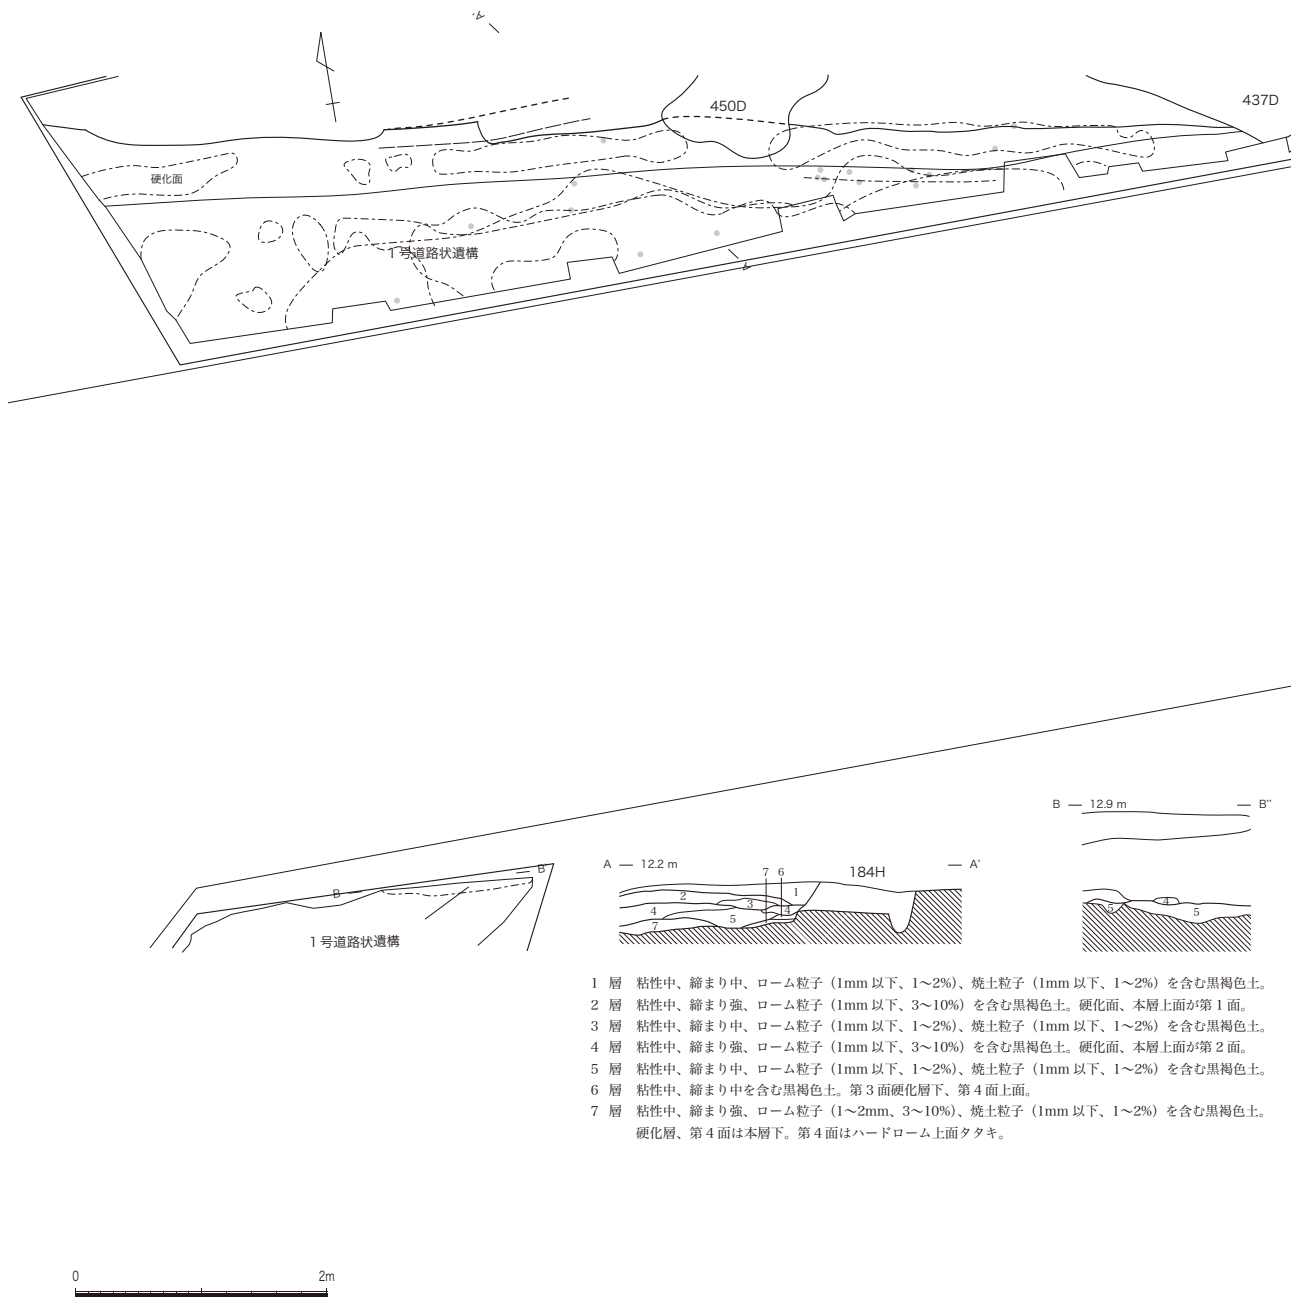 A'
450D
437D
硬化面
1号道路状遺構
A
B 12.9 m B''
A 12.2 m A'
184H
7 6
1
2
3
4
4
5
7
4
5
5
B
B'
1号道路状遺構
1 層 粘性中、締まり中、ローム粒子（1mm 以下、1〜2%）、焼土粒子（1mm 以下、1〜2%）を含む黒褐色土。
2 層 粘性中、締まり強、ローム粒子（1mm 以下、3〜10%）を含む黒褐色土。硬化面、本層上面が第 1 面。
3 層 粘性中、締まり中、ローム粒子（1mm 以下、1〜2%）、焼土粒子（1mm 以下、1〜2%）を含む黒褐色土。
4 層 粘性中、締まり強、ローム粒子（1mm 以下、3〜10%）を含む黒褐色土。硬化面、本層上面が第 2 面。
5 層 粘性中、締まり中、ローム粒子（1mm 以下、1〜2%）、焼土粒子（1mm 以下、1〜2%）を含む黒褐色土。
6 層 粘性中、締まり中を含む黒褐色土。第 3 面硬化層下、第 4 面上面。
7 層 粘性中、締まり強、ローム粒子（1〜2mm、3〜10%）、焼土粒子（1mm 以下、1〜2%）を含む黒褐色土。
硬化層、第 4 面は本層下。第 4 面はハードローム上面タタキ。
0 2m